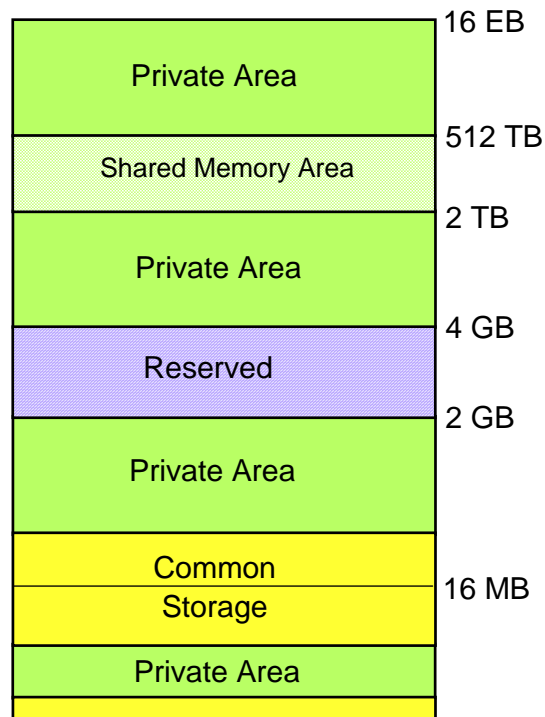 16 EB
Private Area
512 TB
Shared Memory Area
2 TB
Private Area
4 GB
Reserved
2 GB
Private Area
Common
16 MB
Storage
Private Area